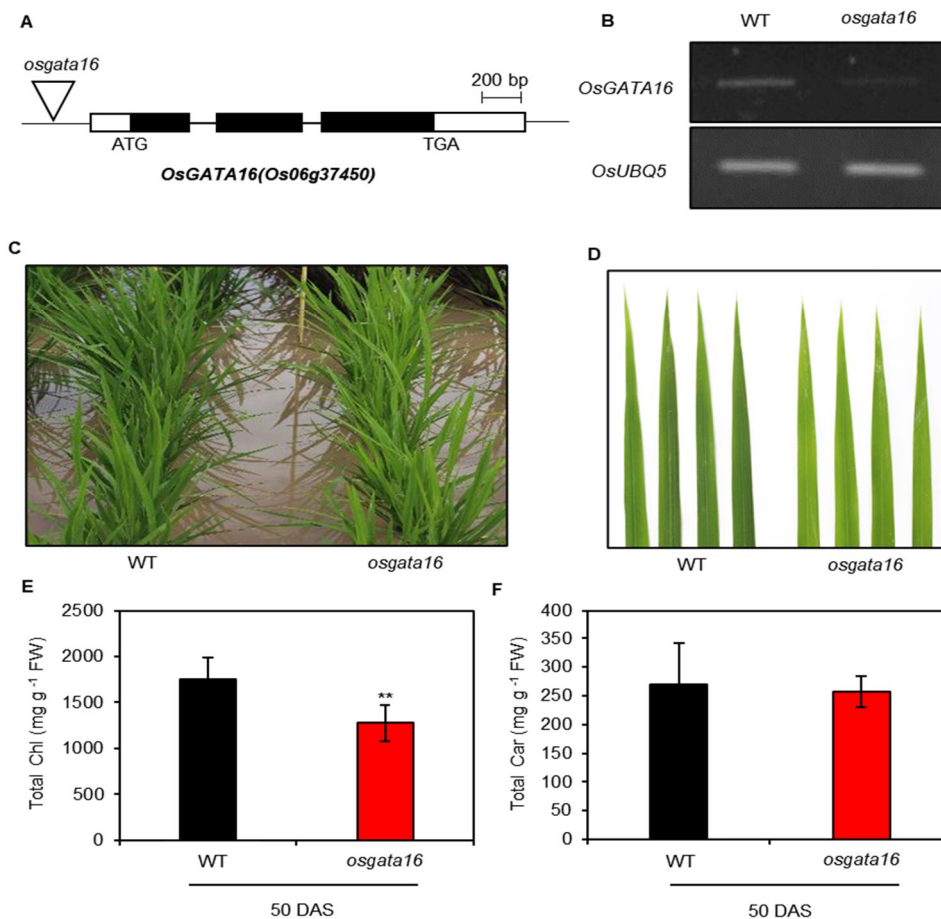 A
osgata16
200 bp
ATG
TGA
OsGATA16(Os06g37450)
B
WT osgata16
OsGATA16
OsUBQ5
C
WT osgata16
D
WT osgata16
E
Total Chl (mg g -1 FW)
2500
2000
1500
1000
500
0
**
WT osgata16
50 DAS
F
Total Car (mg g -1 FW)
400
350
300
250
200
150
100
50
0
WT osgata16
50 DAS